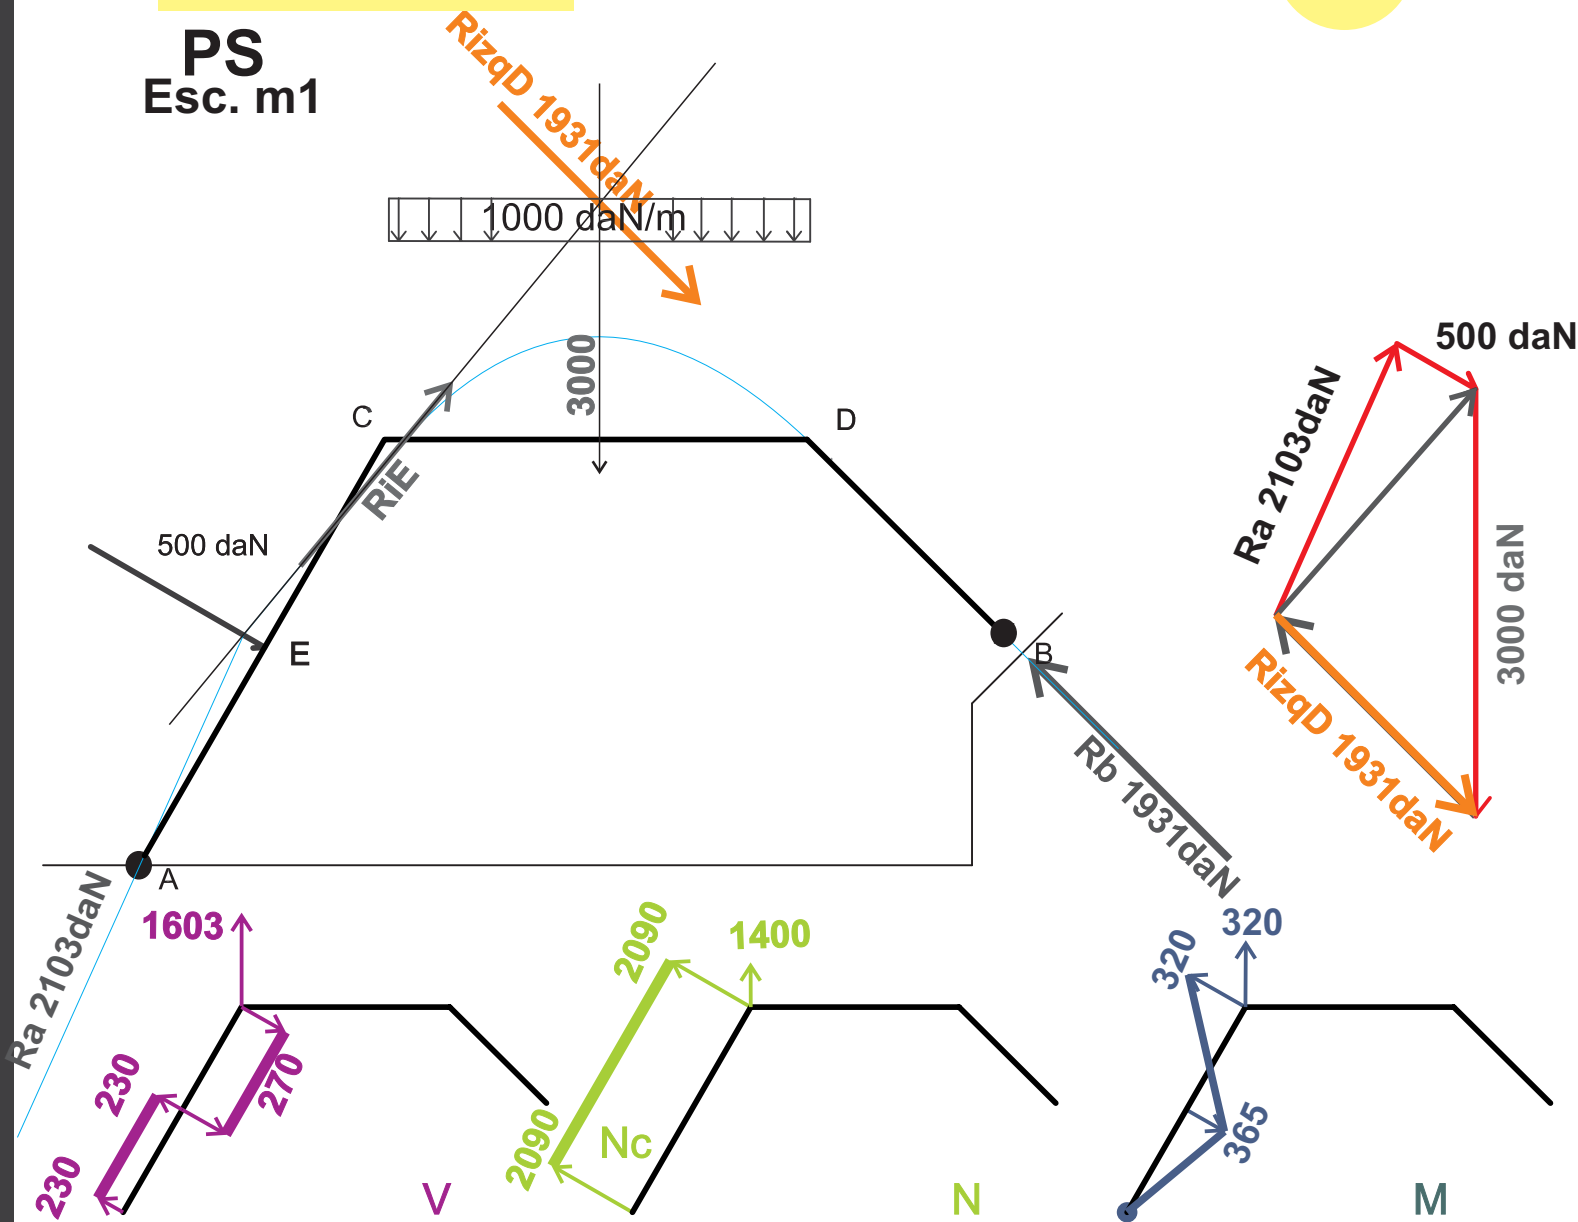 PS
Esc. m1
RizqD 1931daN
1000 daN/m
3000
C
D
RiE
500 daN
E
B
A
Rb 1931daN
Ra 2103daN
500 daN
Ra 2103daN
3000 daN
RizqD 1931daN
1603
230
270
230
V
2090
1400
2090
Nc
N
320
320
365
M